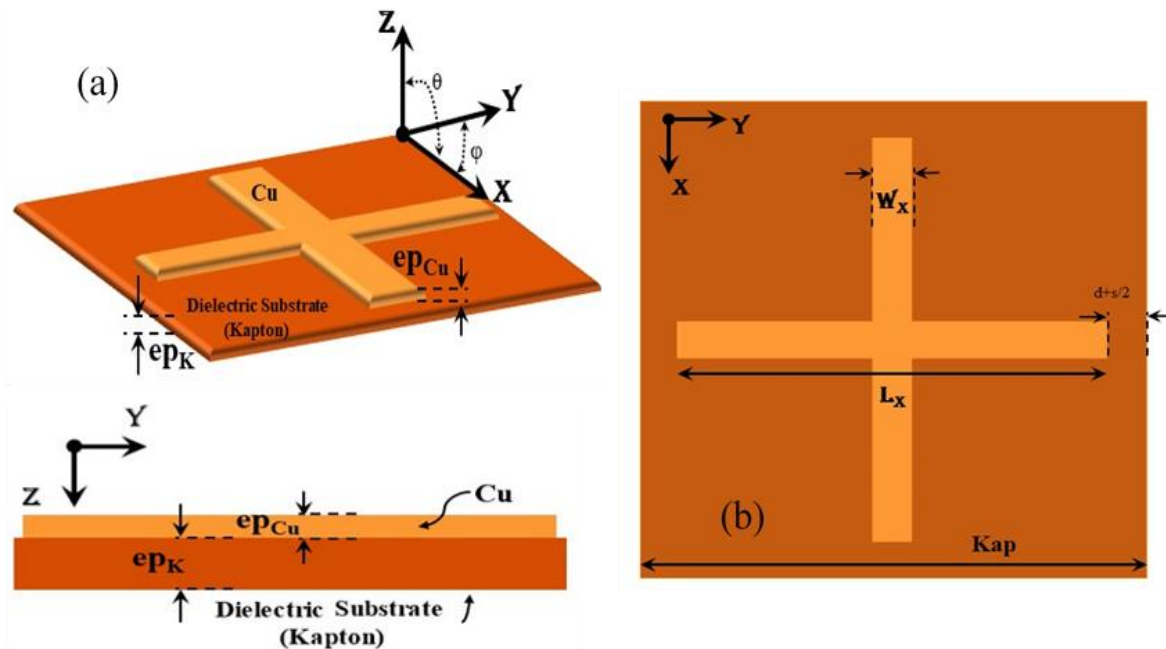 (a)
Z
θ
Y
φ
X
Cu
ep_Cu
Dielectric Substrate
(Kapton)
ep_K
Y
Z
Cu
ep_Cu
ep_K
Dielectric Substrate
(Kapton)
Y
X
W_x
d+s/2
L_x
(b)
Kap